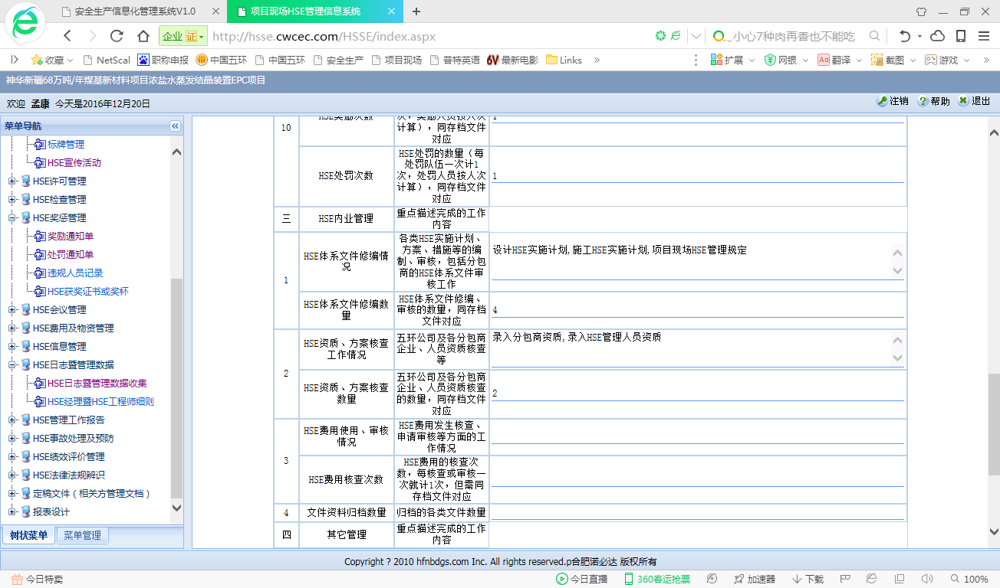 安全生产信息化管理系统V1.0
项目现场HSE管理信息系统
企业 证
http://hsse.cwcec.com/HSSE/index.aspx
小心7种肉再香也不能吃
收藏 NetScal 职称申报 中国五环 中国五环 安全生产 项目现场 普特英语 6V 最新电影 Links » 扩展 网银 Aa 翻译 截图 游戏 »
神华新疆68万吨/年煤基新材料项目浓盐水蒸发结晶装置EPC项目
欢迎 孟康 今天是2016年12月20日
注销 帮助 退出
菜单导航
标牌管理
HSE宣传活动
HSE许可管理
HSE检查管理
HSE奖惩管理
奖励通知单
处罚通知单
违规人员记录
HSE获奖证书或奖杯
HSE会议管理
HSE费用及物资管理
HSE信息管理
HSE日志暨管理数据
HSE日志暨管理数据收集
HSE经理暨HSE工程师细则
HSE管理工作报告
HSE事故处理及预防
HSE绩效评价管理
HSE法律法规辨识
定稿文件（相关方管理文档）
报表设计
树状菜单 菜单管理
10
HSE奖励次数
次，奖励人员按人次
计算），同存档文件
对应
1
HSE处罚次数
HSE处罚的数量（每
处罚队伍一次计1
次，处罚人员按人次
计算），同存档文件
对应
1
三
HSE内业管理
重点描述完成的工作
内容
1
HSE体系文件修编情
况
各类HSE实施计划、
方案、措施等的编
制、审核，包括分包
商的HSE体系文件审
核工作
设计HSE实施计划,施工HSE实施计划,项目现场HSE管理规定
HSE体系文件修编数
量
HSE体系文件修编、
审核的数量，同存档
文件对应
4
2
HSE资质、方案核查
工作情况
五环公司及各分包商
企业、人员资质核查
等
录入分包商资质,录入HSE管理人员资质
HSE资质、方案核查
数量
五环公司及各分包商
企业、人员资质核查
的数量，同存档文件
对应
2
3
HSE费用使用、审核
情况
HSE费用发生核查、
申请审核等方面的工
作情况
HSE费用核查次数
HSE费用的核查次
数，每核查或审核一
次就计1次，但需同
存档文件对应
4
文件资料归档数量
归档的各类文件数量
四
其它管理
重点描述完成的工作
内容
Copyright ? 2010 hfnbdgs.com Inc. All rights reserved.p合肥诺必达 版权所有
今日特卖
今日直播 360春运抢票 加速器 下载 100%